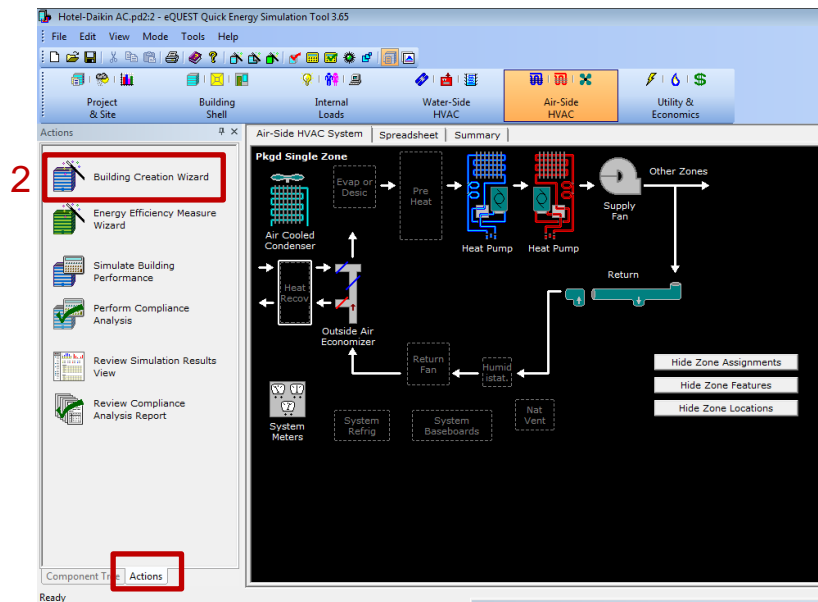 Hotel-Daikin AC.pd2:2 - eQUEST Quick Energy Simulation Tool 3.65
File Edit View Mode Tools Help
Project
& Site
Building
Shell
Internal
Loads
Water-Side
HVAC
Air-Side
HVAC
Utility &
Economics
Actions
Air-Side HVAC System Spreadsheet Summary
2
Building Creation Wizard
Energy Efficiency Measure
Wizard
Simulate Building
Performance
Perform Compliance
Analysis
Review Simulation Results
View
Review Compliance
Analysis Report
Pkgd Single Zone
Evap or
Desic
Pre
Heat
Heat Pump
Heat Pump
Supply
Fan
Other Zones
Air Cooled
Condenser
Heat
Recov
Outside Air
Economizer
Return
Return
Fan
Humid
istat.
Hide Zone Assignments
Hide Zone Features
Hide Zone Locations
System
Meters
System
Refrig
System
Baseboards
Nat
Vent
Component Tree Actions
Ready